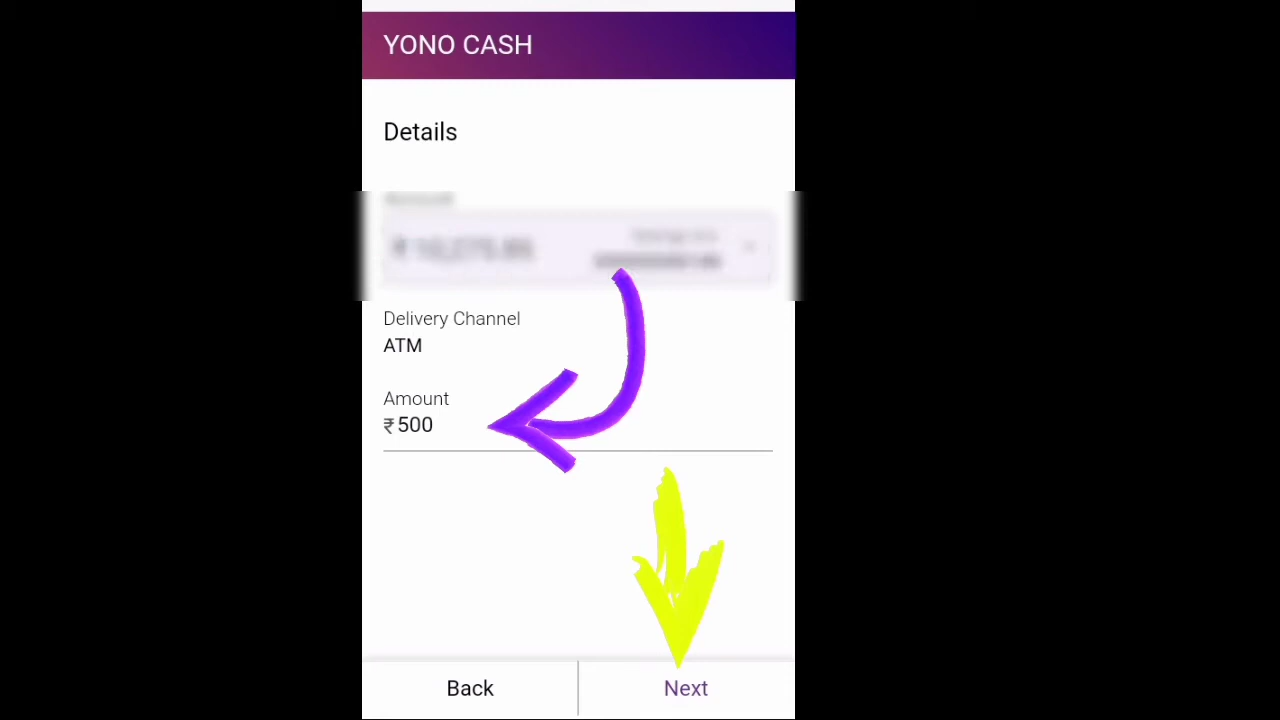 YONO CASH
Details
Delivery Channel
ATM
Amount
₹ 500
Back
Next